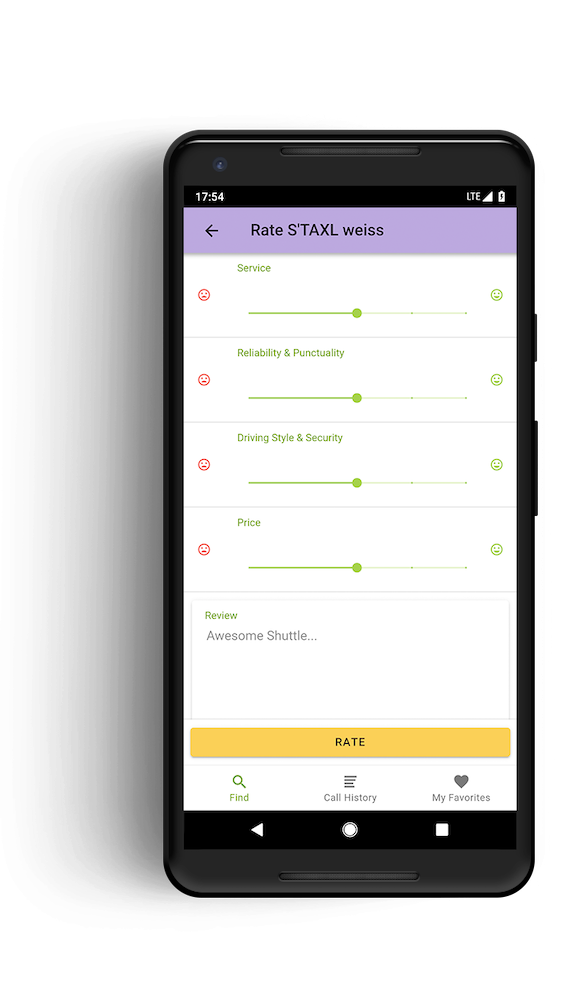 17:54 LTE
Rate S'TAXL weiss
Service
Reliability & Punctuality
Driving Style & Security
Price
Review
Awesome Shuttle...
RATE
Find Call History My Favorites